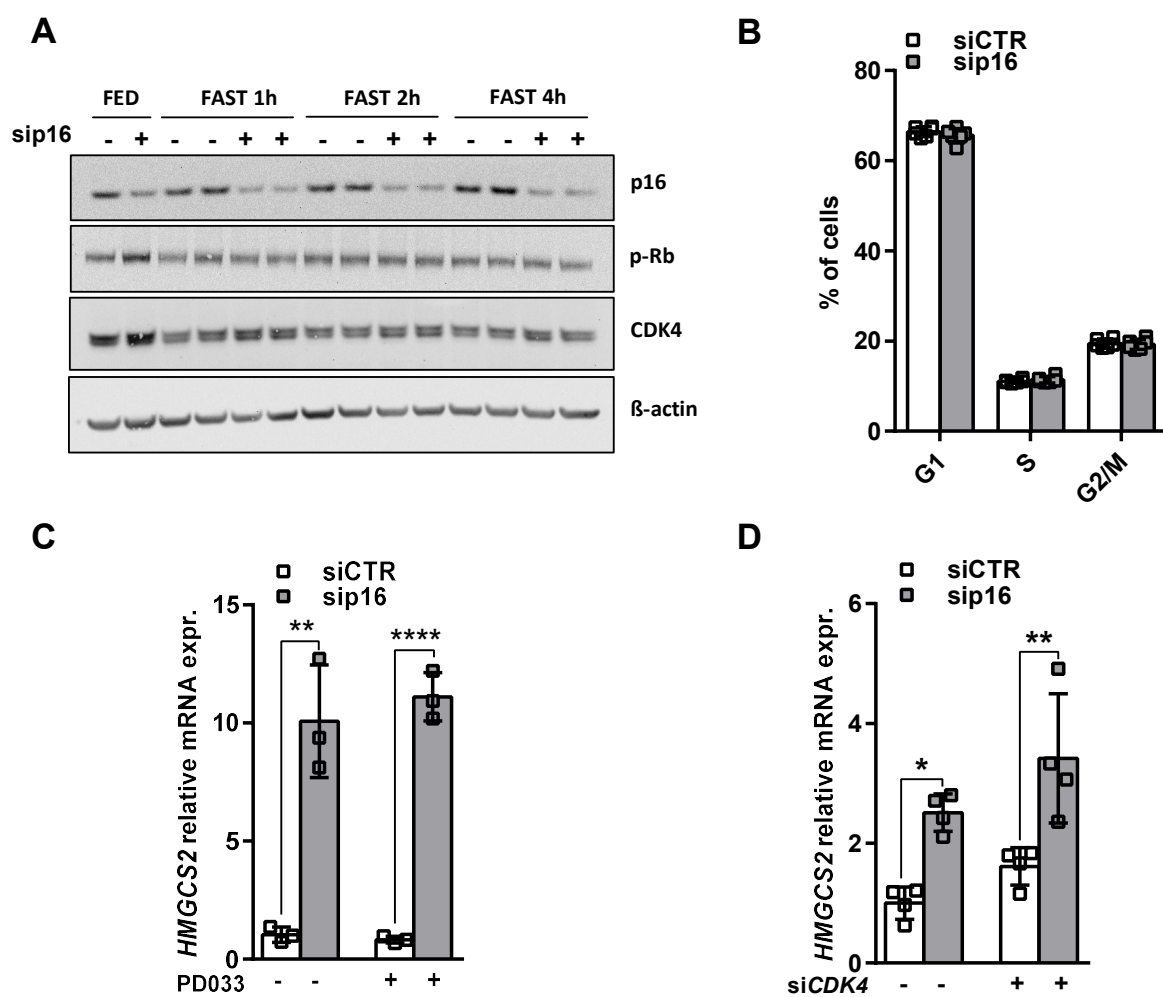 A
FED FAST 1h FAST 2h FAST 4h
sip16 - + - - + + - - + + - - + +
p16
p-Rb
CDK4
ß-actin
B
siCTR
sip16
% of cells
80
60
40
20
0
G1 S G2/M
C
siCTR
sip16
HMGCS2 relative mRNA expr.
15
10
5
0
** ****
PD033 - - + +
D
siCTR
sip16
HMGCS2 relative mRNA expr.
6
4
2
0
* **
siCDK4 - - + +